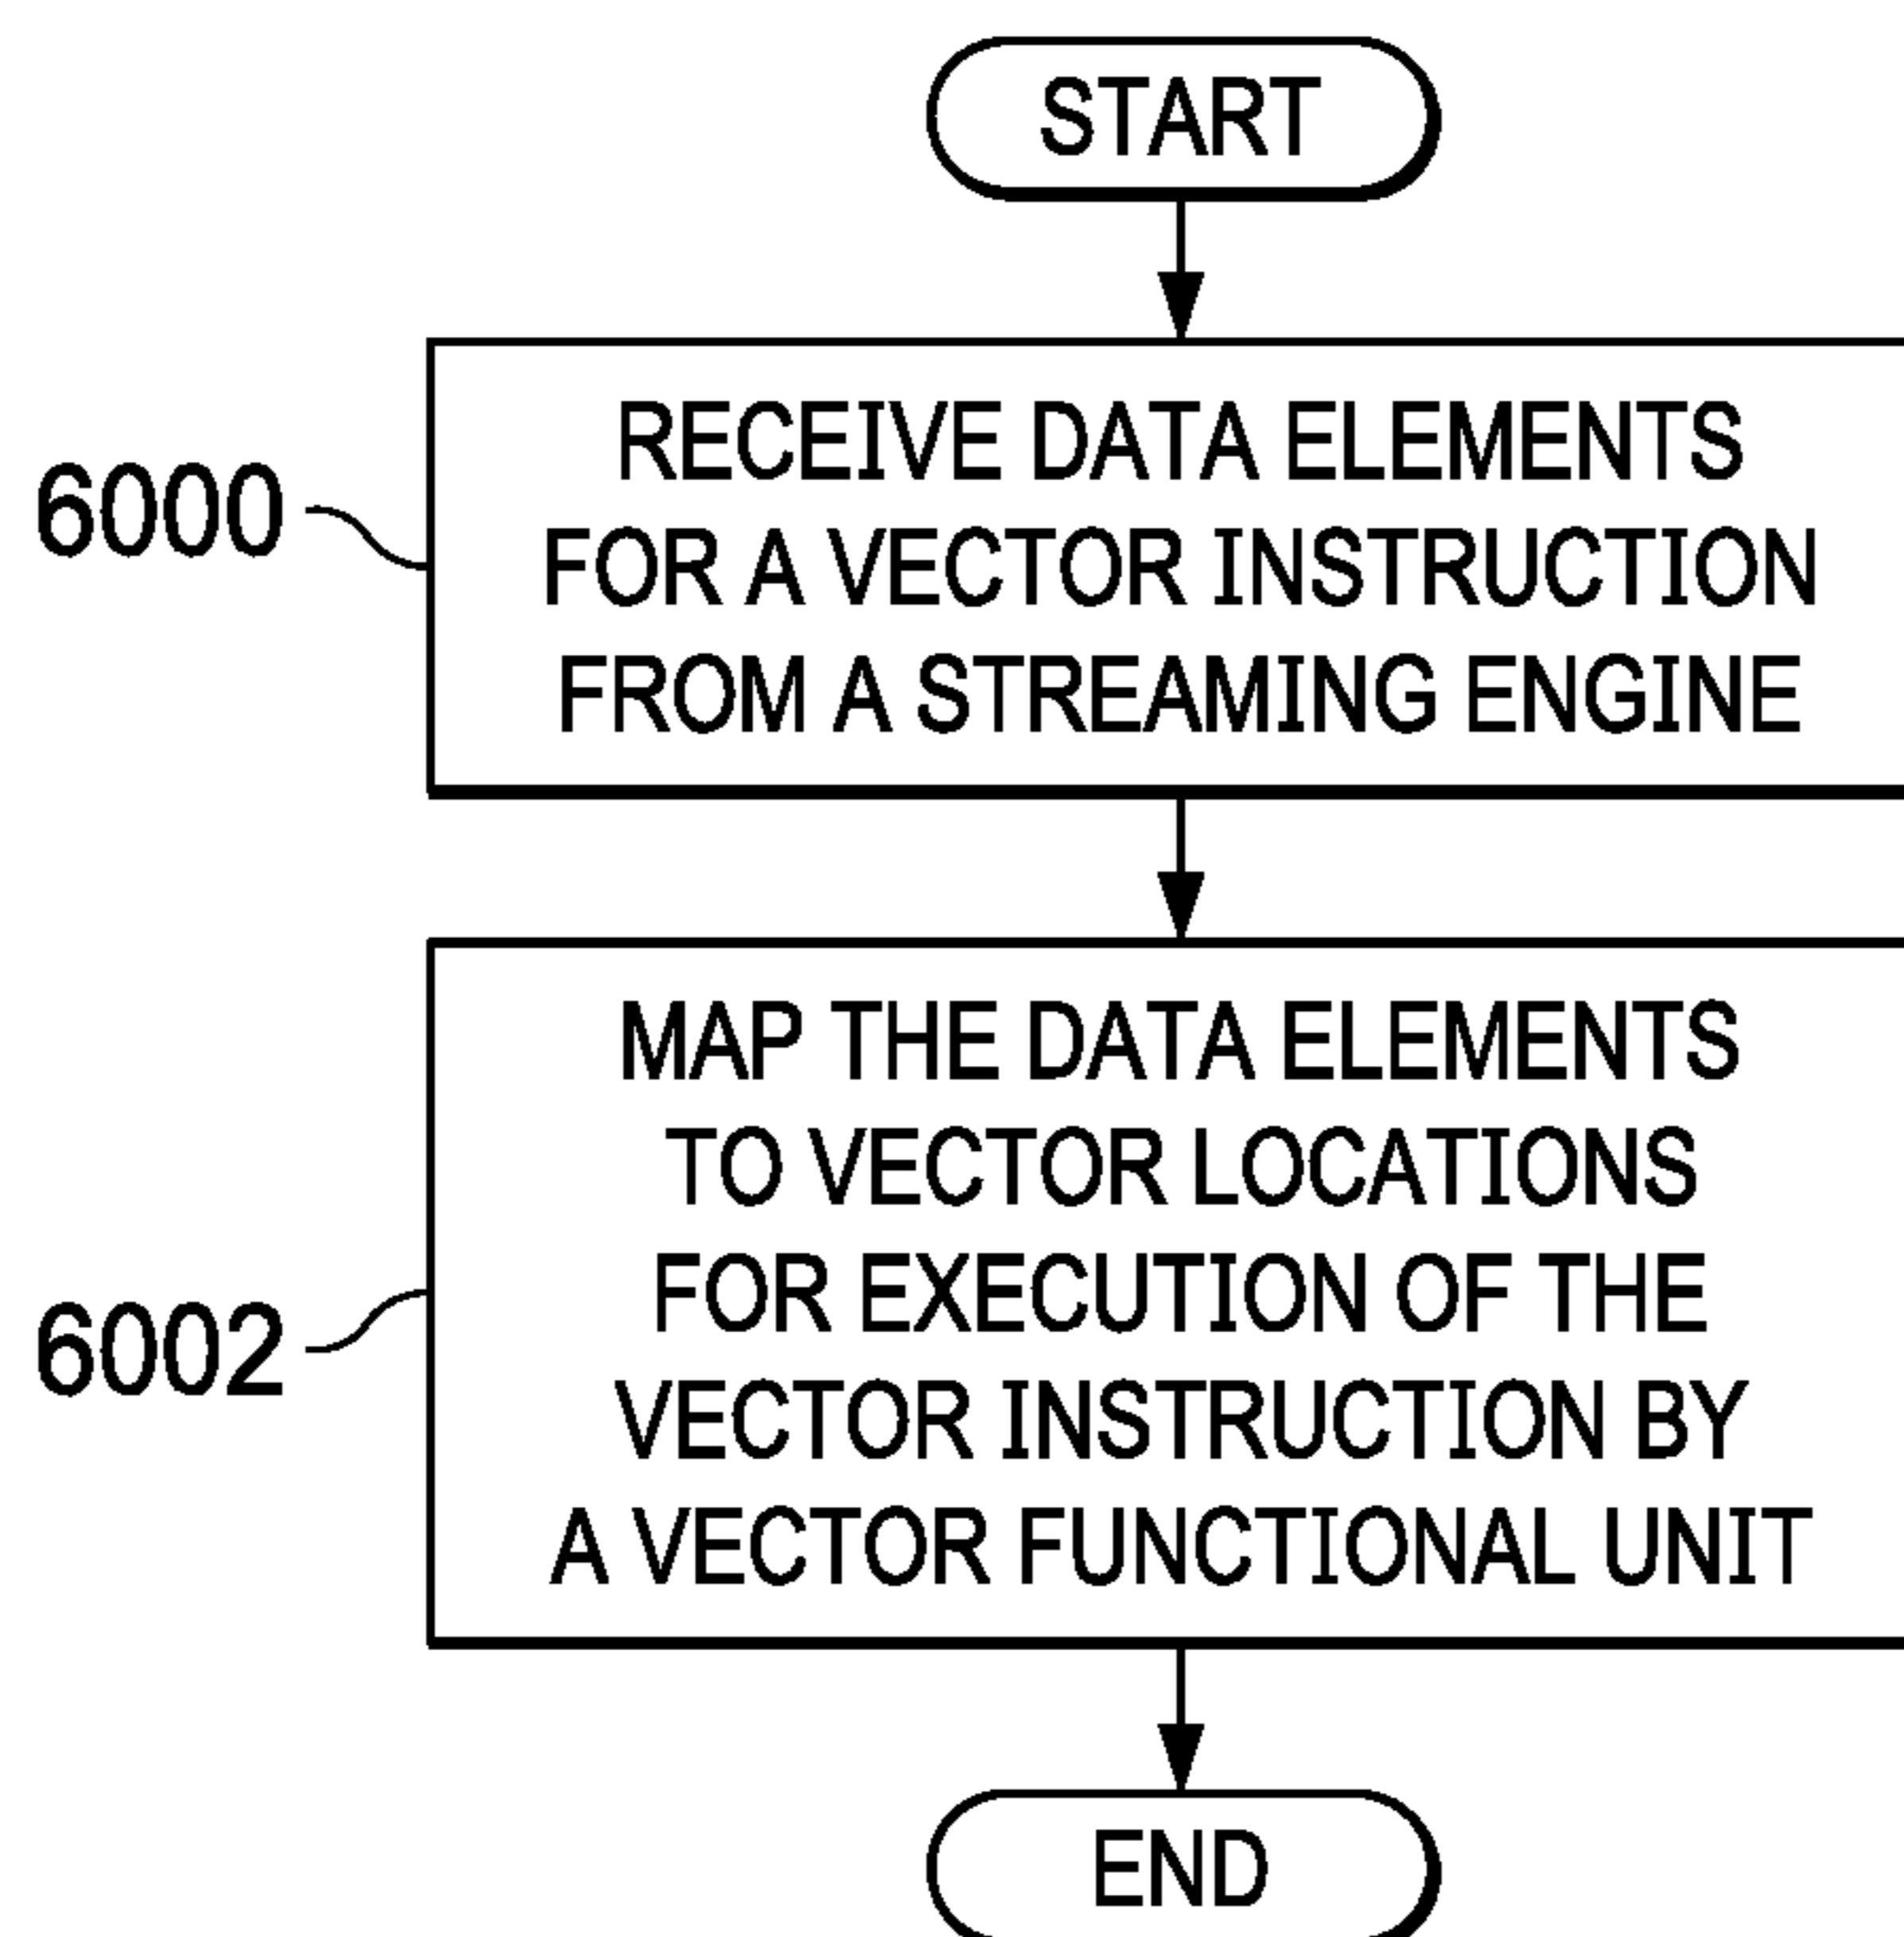 START
6000
RECEIVE DATA ELEMENTS
FOR A VECTOR INSTRUCTION
FROM A STREAMING ENGINE
6002
MAP THE DATA ELEMENTS
TO VECTOR LOCATIONS
FOR EXECUTION OF THE
VECTOR INSTRUCTION BY
A VECTOR FUNCTIONAL UNIT
END